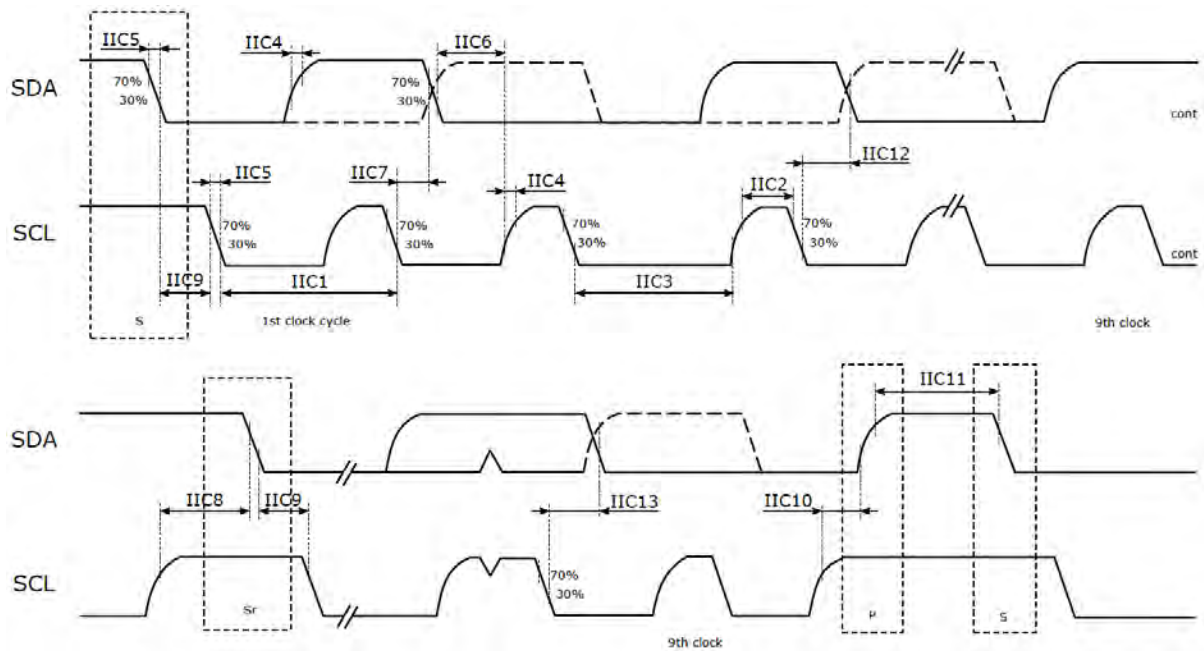 IIC5
IIC4
IIC6
70%
30%
70%
30%
SDA
cont
IIC12
IIC5
IIC7
IIC4
IIC2
70%
30%
70%
30%
70%
30%
70%
30%
SCL
cont
IIC9
IIC1
IIC3
S
1st clock cycle
9th clock
IIC11
SDA
IIC8
IIC9
IIC13
IIC10
70%
30%
SCL
Sr
P
S
9th clock